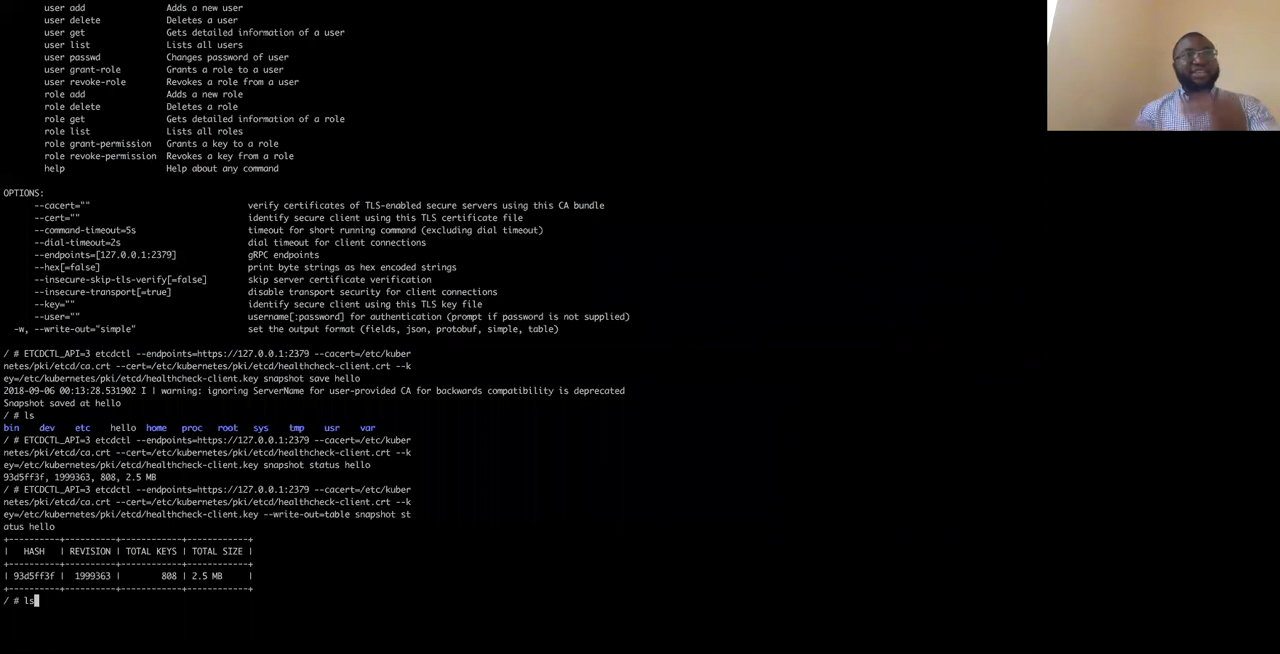 user add Adds a new user
user delete Deletes a user
user get Gets detailed information of a user
user list Lists all users
user passwd Changes password of user
user grant-role Grants a role to a user
user revoke-role Revokes a role from a user
role add Adds a new role
role delete Deletes a role
role get Gets detailed information of a role
role list Lists all roles
role grant-permission Grants a key to a role
role revoke-permission Revokes a key from a role
help Help about any command
OPTIONS:
--cacert="" verify certificates of TLS-enabled secure servers using this CA bundle
--cert="" identify secure client using this TLS certificate file
--command-timeout=5s timeout for short running command (excluding dial timeout)
--dial-timeout=2s dial timeout for client connections
--endpoints=[127.0.0.1:2379] gRPC endpoints
--hex[=false] print byte strings as hex encoded strings
--insecure-skip-tls-verify[=false] skip server certificate verification
--insecure-transport[=true] disable transport security for client connections
--key="" identify secure client using this TLS key file
--user="" username[:password] for authentication (prompt if password is not supplied)
-w, --write-out="simple" set the output format (fields, json, protobuf, simple, table)
/ # ETCDCTL_API=3 etcdctl --endpoints=https://127.0.0.1:2379 --cacert=/etc/kuber
netes/pki/etcd/ca.crt --cert=/etc/kubernetes/pki/etcd/healthcheck-client.crt --k
ey=/etc/kubernetes/pki/etcd/healthcheck-client.key snapshot save hello
2018-09-06 00:13:28.531902 I | warning: ignoring ServerName for user-provided CA for backwards compatibility is deprecated
Snapshot saved at hello
/ # ls
bin dev etc hello home proc root sys tmp usr var
/ # ETCDCTL_API=3 etcdctl --endpoints=https://127.0.0.1:2379 --cacert=/etc/kuber
netes/pki/etcd/ca.crt --cert=/etc/kubernetes/pki/etcd/healthcheck-client.crt --k
ey=/etc/kubernetes/pki/etcd/healthcheck-client.key snapshot status hello
93d5ff3f, 1999363, 808, 2.5 MB
/ # ETCDCTL_API=3 etcdctl --endpoints=https://127.0.0.1:2379 --cacert=/etc/kuber
netes/pki/etcd/ca.crt --cert=/etc/kubernetes/pki/etcd/healthcheck-client.crt --k
ey=/etc/kubernetes/pki/etcd/healthcheck-client.key --write-out=table snapshot st
atus hello
+----------+----------+------------+------------+
| HASH | REVISION | TOTAL KEYS | TOTAL SIZE |
+----------+----------+------------+------------+
| 93d5ff3f | 1999363 | 808 | 2.5 MB |
+----------+----------+------------+------------+
/ # ls